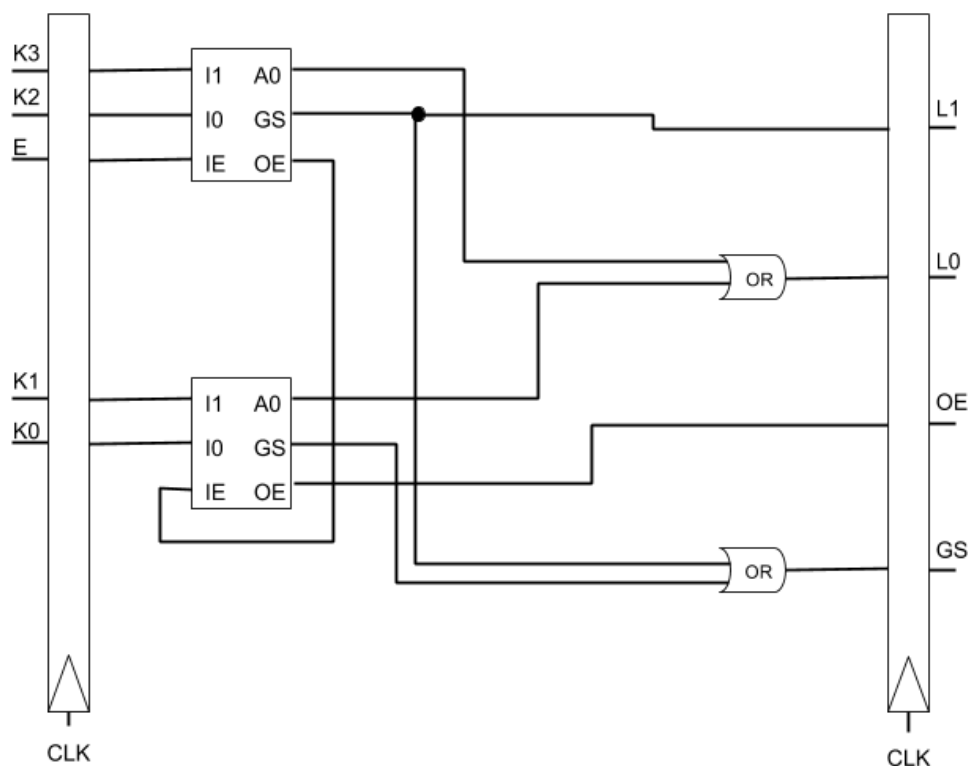 K3
K2
E
I1 A0
I0 GS
IE OE
L1
L0
OR
K1
K0
I1 A0
I0 GS
IE OE
OE
GS
OR
CLK
CLK